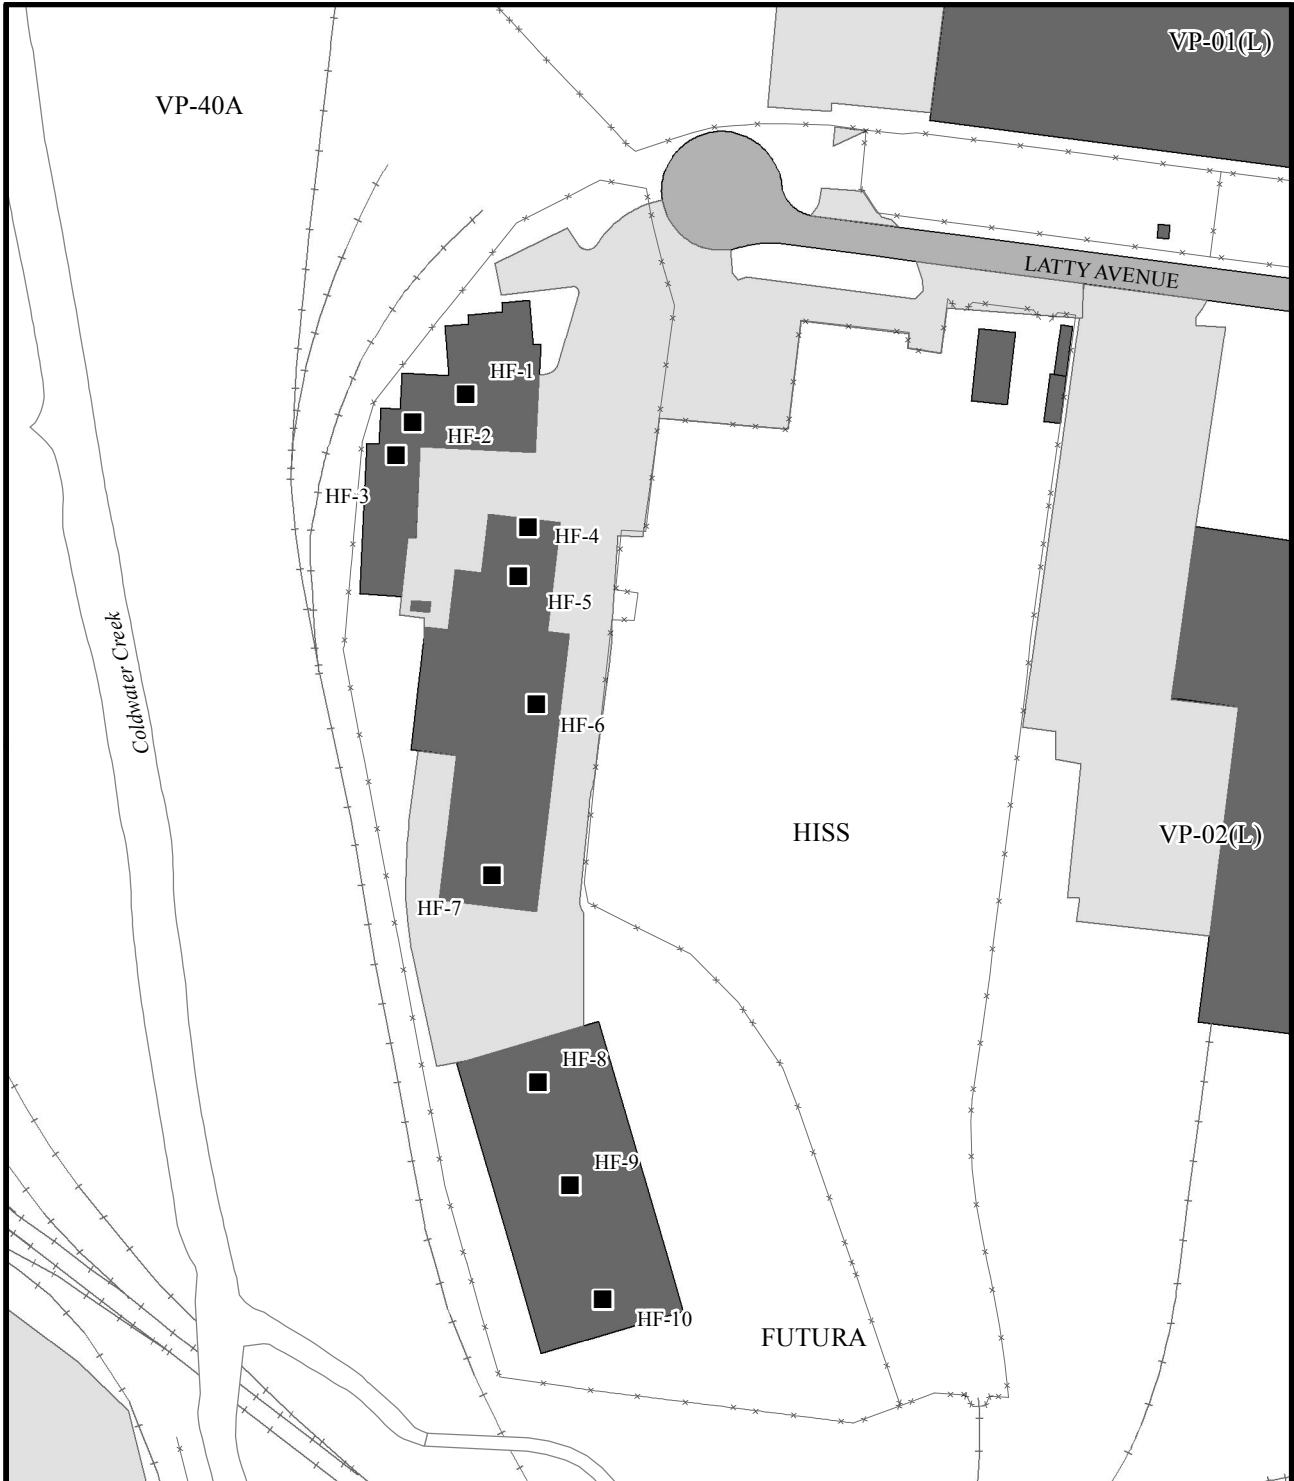 VP-01(L)
VP-40A
LATTY AVENUE
HF-1
HF-2
HF-3
HF-4
HF-5
Coldwater Creek
HF-6
HISS
VP-02(L)
HF-7
HF-8
HF-9
HF-10
FUTURA